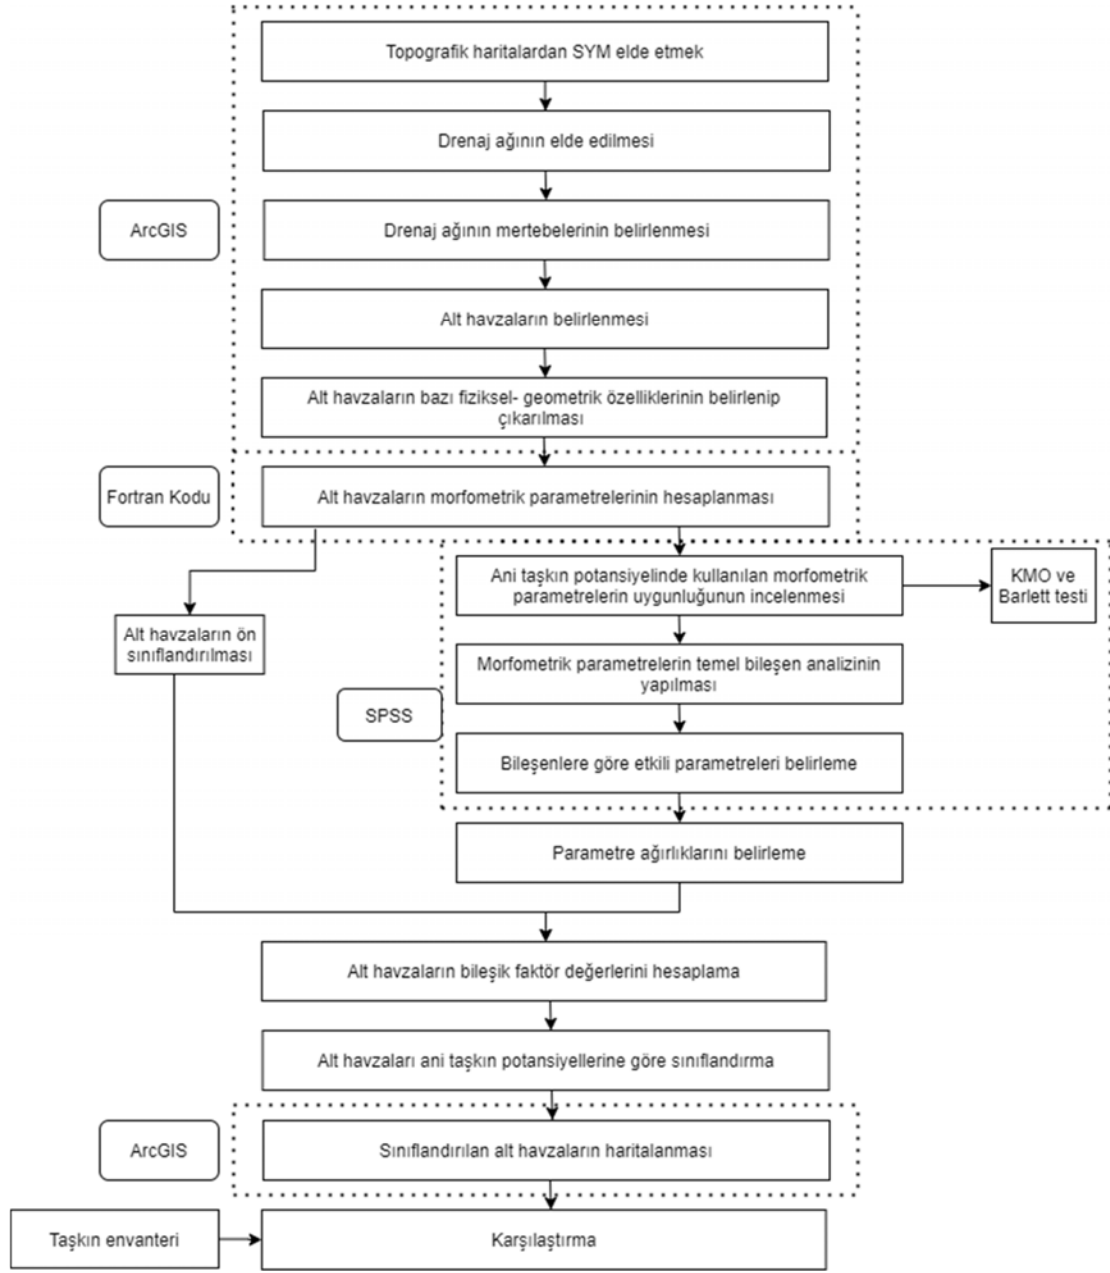 Topografik haritalardan SYM elde etmek
Drenaj ağının elde edilmesi
ArcGIS
Drenaj ağının mertebelerinin belirlenmesi
Alt havzaların belirlenmesi
Alt havzaların bazı fiziksel- geometrik özelliklerinin belirlenip
çıkarılması
Fortran Kodu
Alt havzaların morfometrik parametrelerinin hesaplanması
Ani taşkın potansiyelinde kullanılan morfometrik
parametrelerin uygunluğunun incelenmesi
KMO ve
Barlett testi
Alt havzaların ön
sınıflandırılması
Morfometrik parametrelerin temel bileşen analizinin
yapılması
SPSS
Bileşenlere göre etkili parametreleri belirleme
Parametre ağırlıklarını belirleme
Alt havzaların bileşik faktör değerlerini hesaplama
Alt havzaları ani taşkın potansiyellerine göre sınıflandırma
ArcGIS
Sınıflandırılan alt havzaların haritalanması
Taşkın envanteri
Karşılaştırma